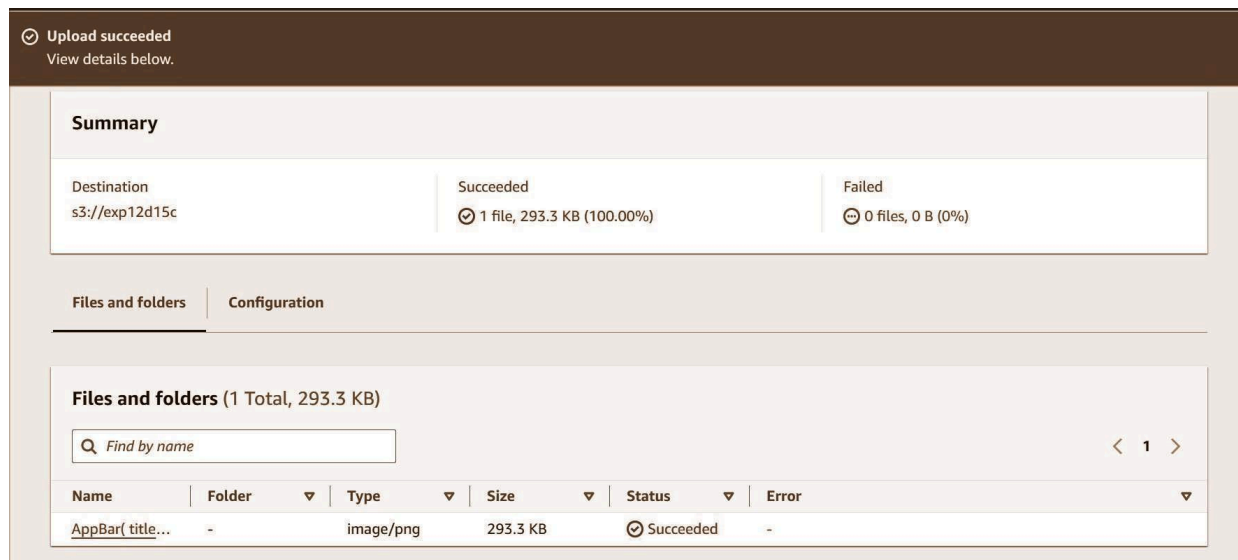 Upload succeeded
View details below.
Summary
Destination
s3://exp12d15c
Succeeded
1 file, 293.3 KB (100.00%)
Failed
0 files, 0 B (0%)
Files and folders
Configuration
Files and folders (1 Total, 293.3 KB)
Find by name
1
Name Folder Type Size Status Error
AppBar( title... - image/png 293.3 KB Succeeded -